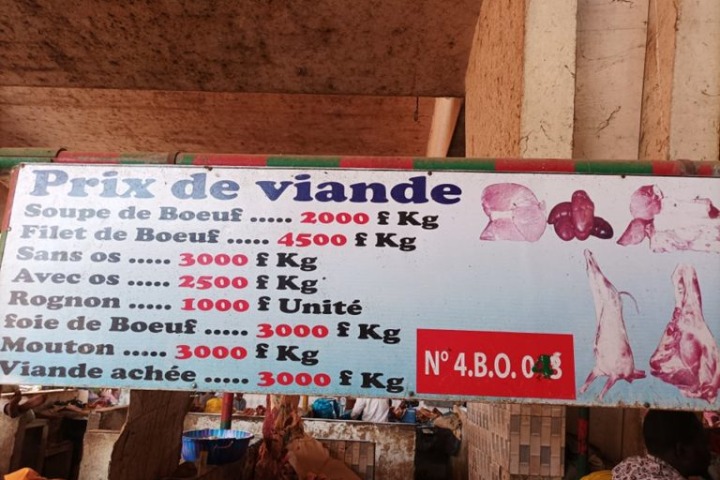 Prix de viande
Soupe de Boeuf ..... 2000 f Kg
Filet de Boeuf ..... 4500 f Kg
Sans os ..... 3000 f Kg
Avec os ..... 2500 f Kg
Rognon ..... 1000 f Unité
foie de Boeuf ..... 3000 f Kg
Mouton ..... 3000 f Kg
Viande achée ..... 3000 f Kg
N° 4.B.O.